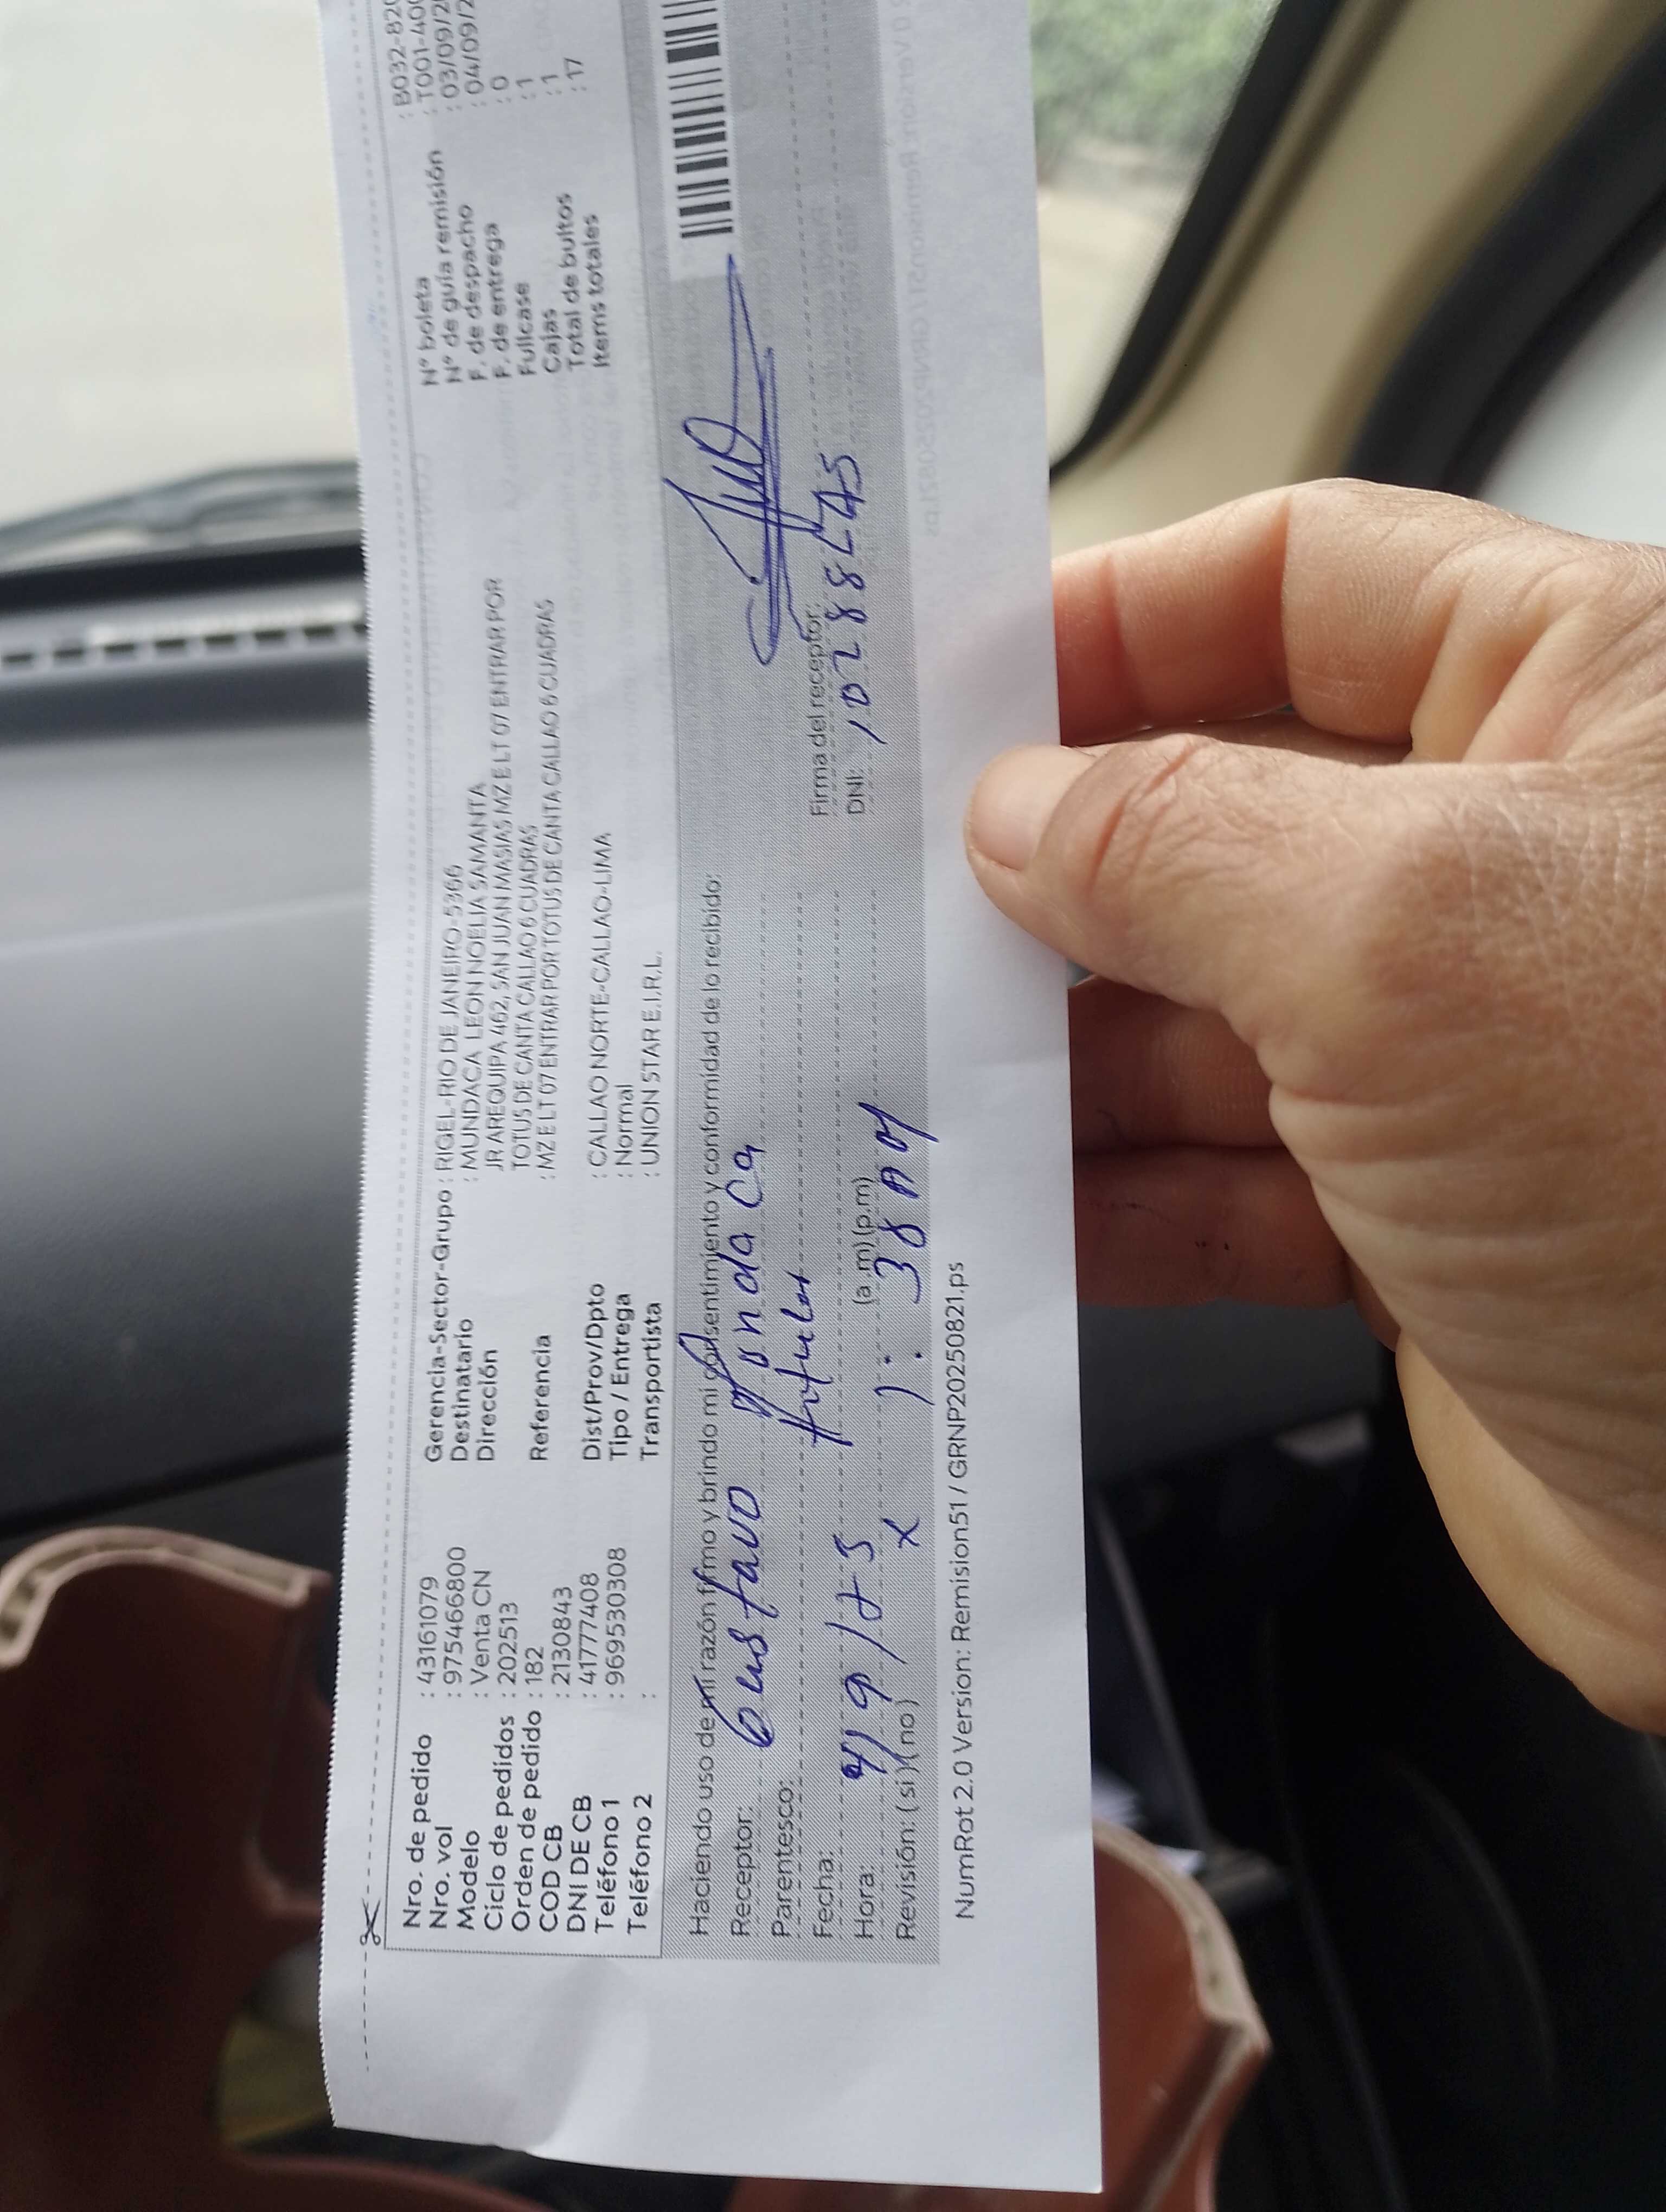 Nro. de pedido : 43161079
Nro. vol : 975466800
Modelo : Venta CN
Ciclo de pedidos : 202513
Orden de pedido : 182
COD CB : 2130843
DNI DE CB : 41777408
Teléfono 1 : 969530308
Teléfono 2 :
Gerencia-Sector-Grupo : RIGEL-RIO DE JANEIRO-5366
Destinatario : MUNDACA LEON NOELIA SAMANTA
Dirección JR AREQUIPA 462, SAN JUAN MASIAS MZ E LT 07 ENTRAR POR
TOTUS DE CANTA CALLAO 6 CUADRAS
Referencia : MZ E LT 07 ENTRAR POR TOTUS DE CANTA CALLAO 6 CUADRAS
Dist/Prov/Dpto : CALLAO NORTE-CALLAO-LIMA
Tipo / Entrega : Normal
Transportista : UNION STAR E.I.R.L.
N° boleta : B032-820
N° de guía remisión : T001-400
F. de despacho : 03/09/2
F. de entrega : 04/09/2
Fullcase : 0
Cajas : 1
Total de bultos : 1
Items totales : 17
Haciendo uso de mi razón firmo y brindo mi consentimiento y conformidad de lo recibido:
Receptor: Gustavo Mondaca
Parentesco: titular
Fecha: 4/9/25
Hora: (a.m) (p.m) 1:38
Revisión: (si) (no) x
Firma del receptor:
DNI:
NumRot 2.0 Version: Remision51 / GRNP20250821.ps